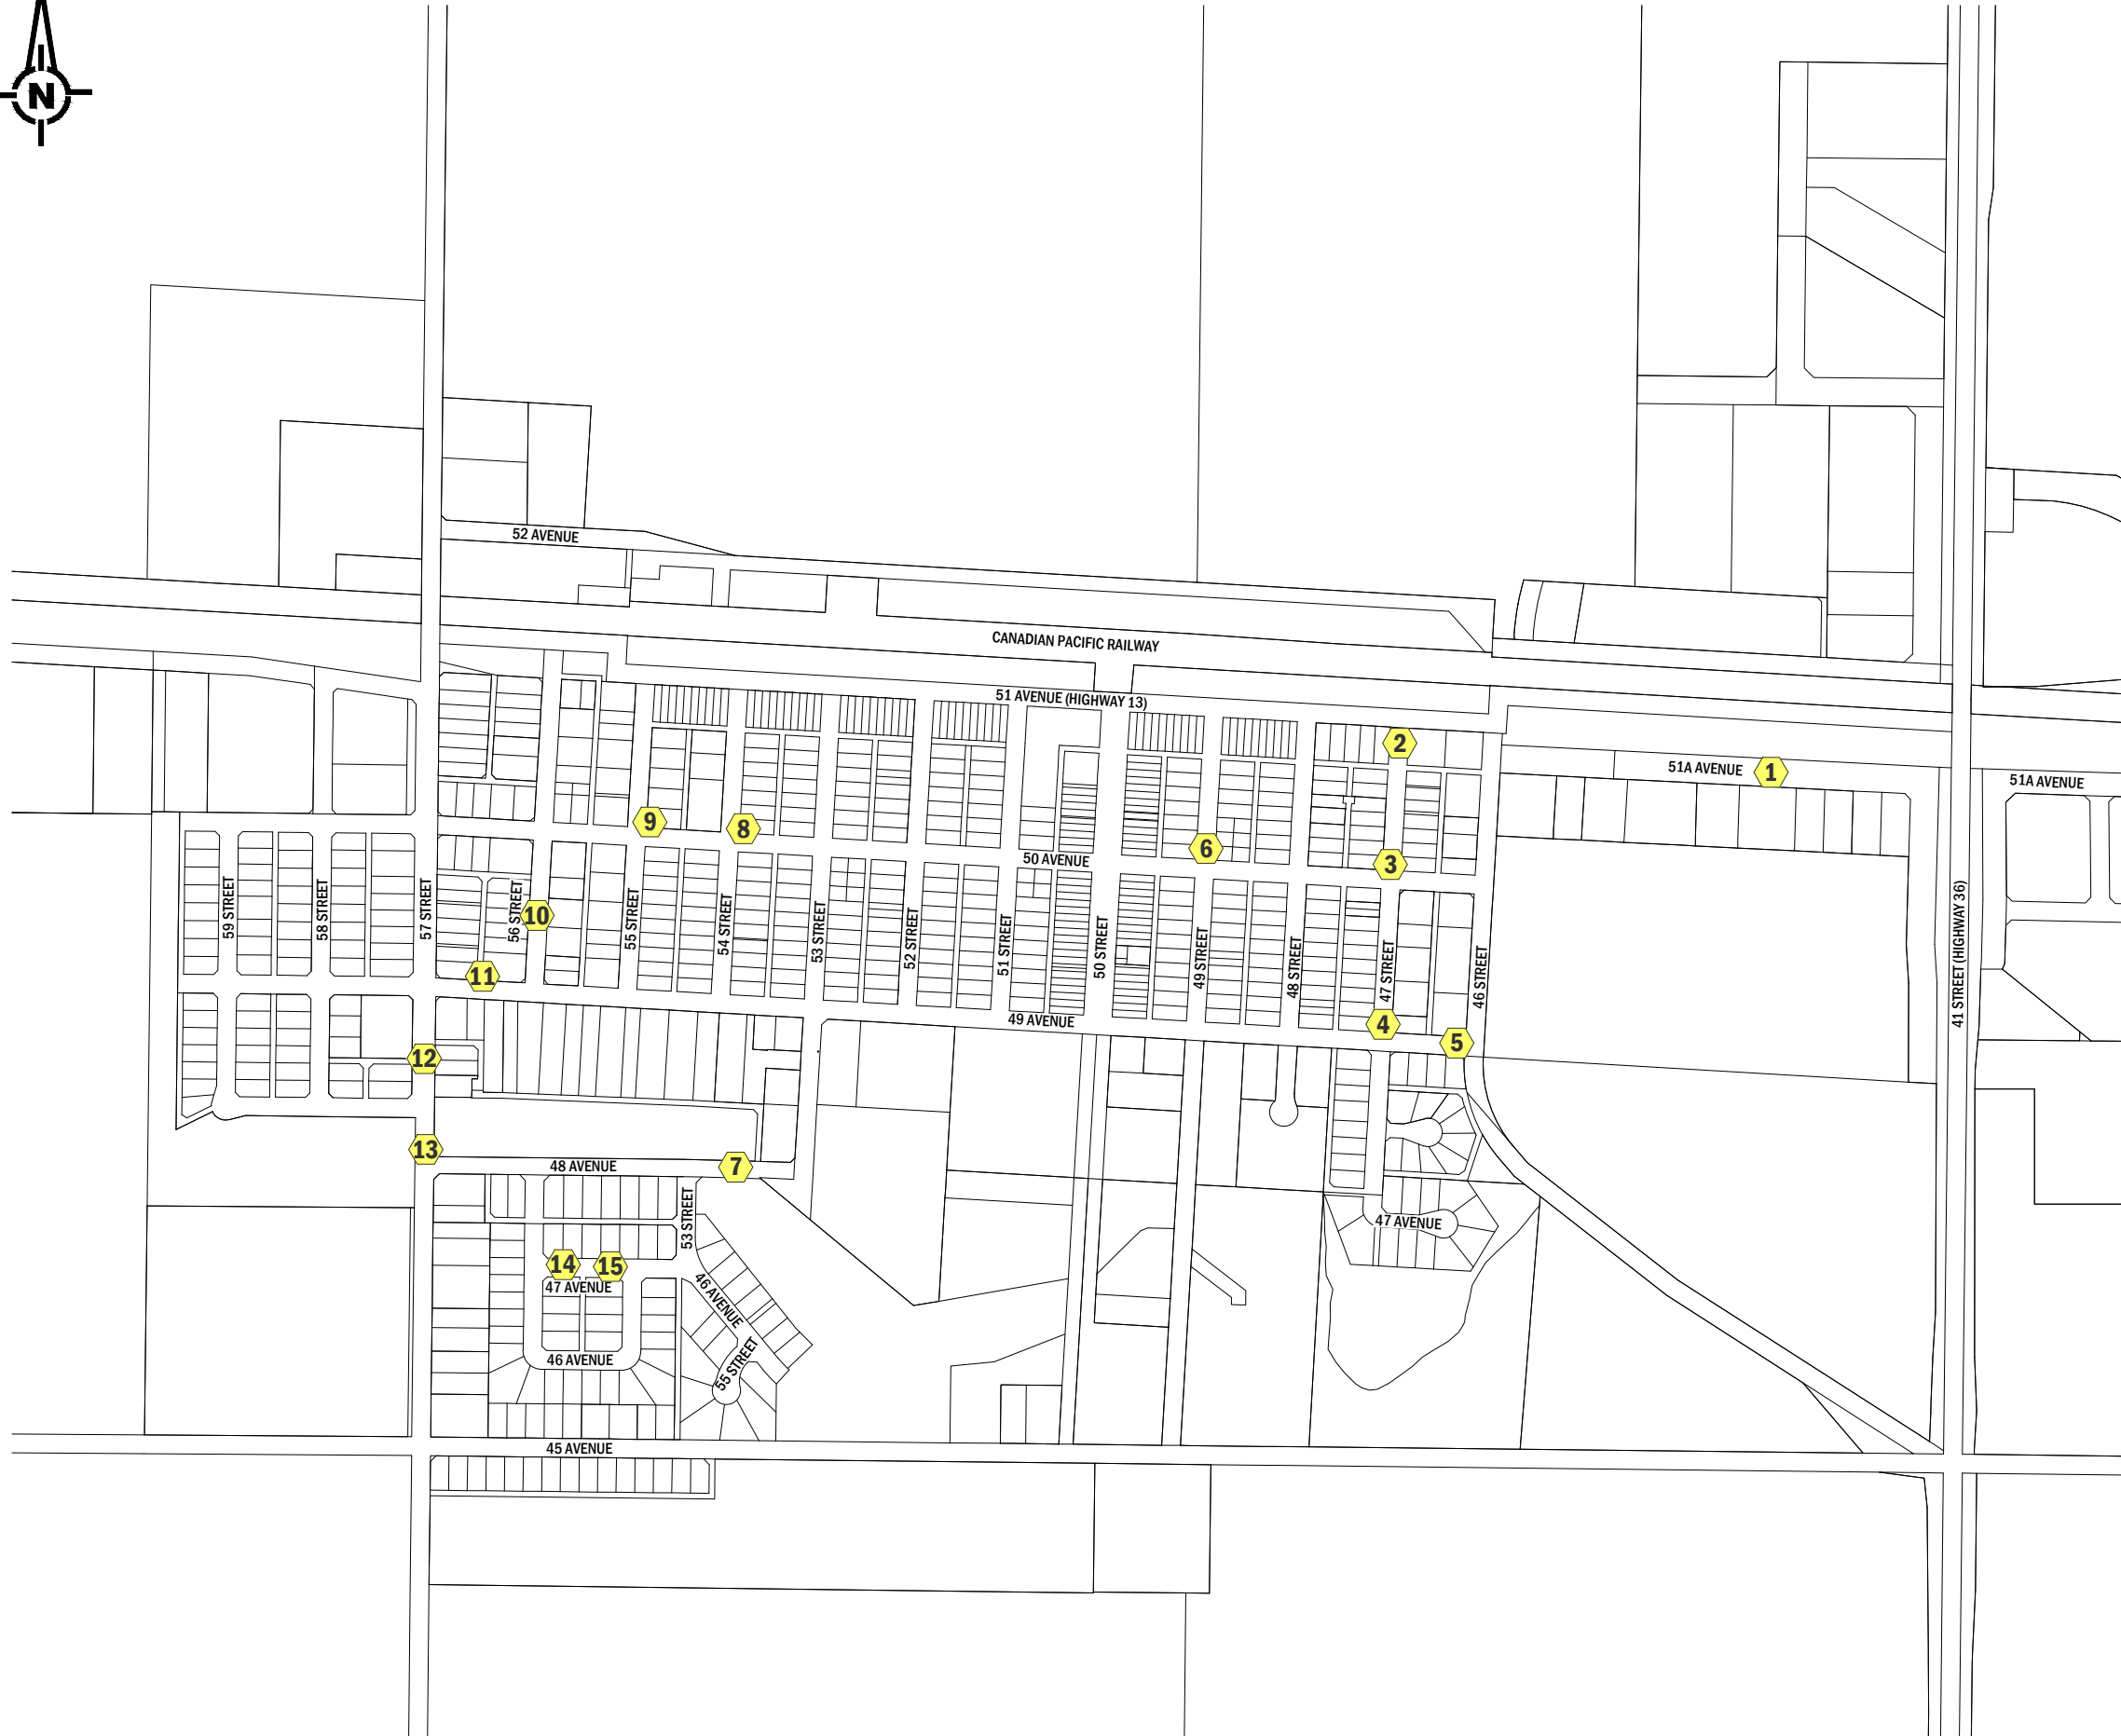 N
52 AVENUE
CANADIAN PACIFIC RAILWAY
51 AVENUE (HIGHWAY 13)
2
51A AVENUE
1
51A AVENUE
9
8
6
3
50 AVENUE
59 STREET
58 STREET
57 STREET
56 STREET
10
55 STREET
54 STREET
53 STREET
52 STREET
51 STREET
50 STREET
49 STREET
48 STREET
47 STREET
46 STREET
41 STREET (HIGHWAY 36)
11
49 AVENUE
4
5
12
13
48 AVENUE
7
53 STREET
47 AVENUE
14
15
47 AVENUE
46 AVENUE
46 AVENUE
55 STREET
45 AVENUE